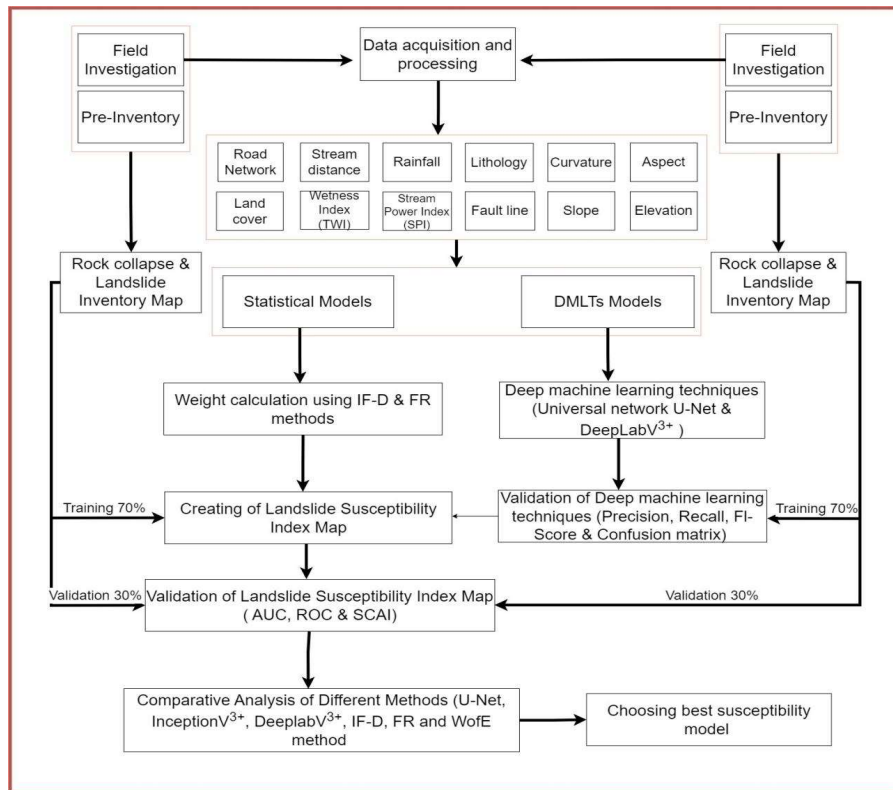 Field
Investigation
Pre-Inventory
Data acquisition and
processing
Field
Investigation
Pre-Inventory
Road
Network
Stream
distance
Rainfall
Lithology
Curvature
Aspect
Land
cover
Wetness
Index
(TWI)
Stream
Power Index
(SPI)
Fault line
Slope
Elevation
Rock collapse &
Landslide
Inventory Map
Statistical Models
DMLTs Models
Rock collapse &
Landslide
Inventory Map
Weight calculation using IF-D & FR
methods
Deep machine learning techniques
(Universal network U-Net &
DeepLabV3+ )
Training 70%
Creating of Landslide Susceptibility
Index Map
Validation of Deep machine learning
techniques (Precision, Recall, FI-
Score & Confusion matrix)
Training 70%
Validation 30%
Validation of Landslide Susceptibility Index Map
( AUC, ROC & SCAI)
Validation 30%
Comparative Analysis of Different Methods (U-Net,
InceptionV3+, DeeplabV3+, IF-D, FR and WofE
method
Choosing best susceptibility
model